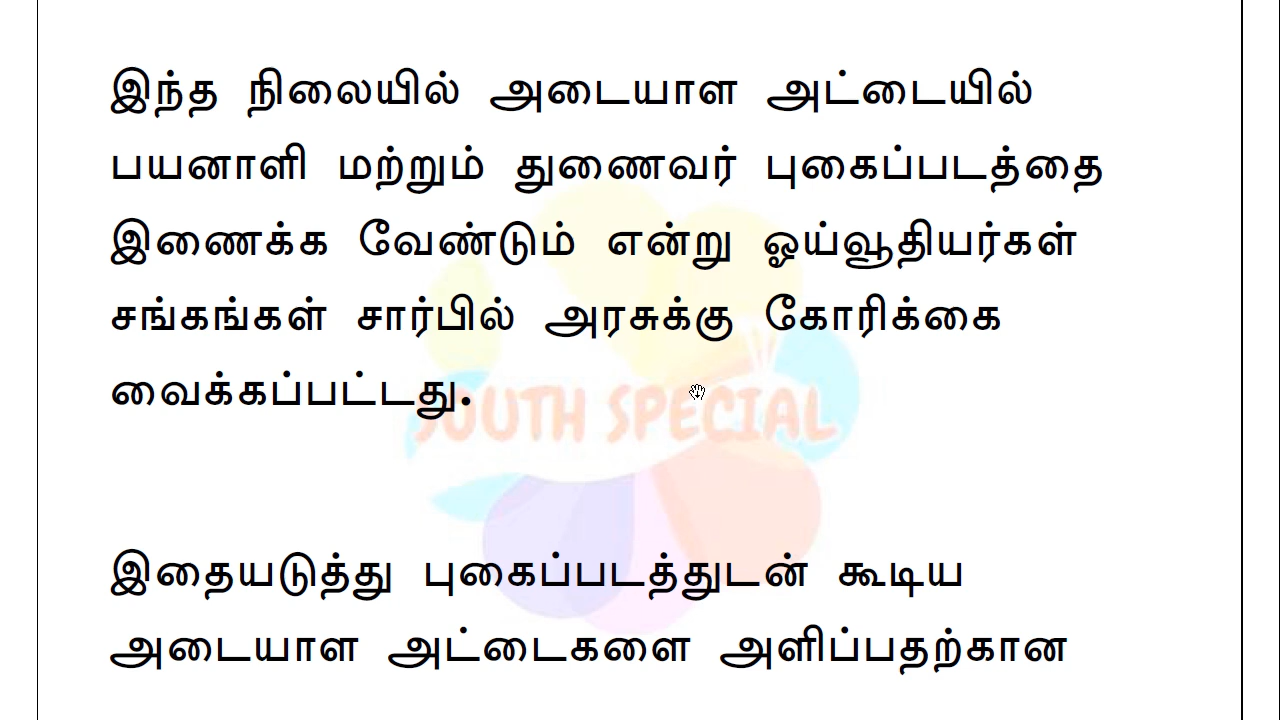 இந்த நிலையில் அடையாள அட்டையில்
பயனாளி மற்றும் துணைவர் புகைப்படத்தை
இணைக்க வேண்டும் என்று ஓய்வூதியர்கள்
சங்கங்கள் சார்பில் அரசுக்கு கோரிக்கை
வைக்கப்பட்டது.
SOUTH SPECIAL
இதையடுத்து புகைப்படத்துடன் கூடிய
அடையாள அட்டைகளை அளிப்பதற்கான